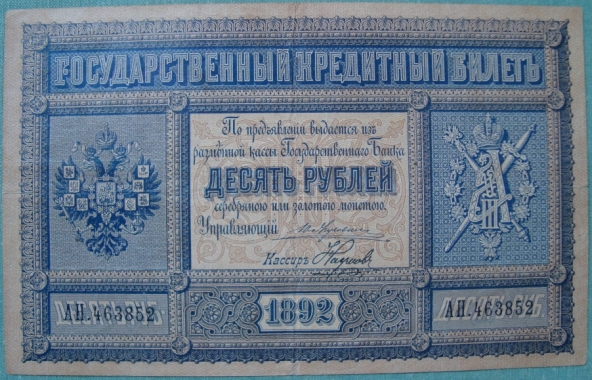 ГОСУДАРСТВЕННЫЙ КРЕДИТНЫЙ БИЛЕТЪ
По предъявленіи выдается изъ
размѣнной кассы Государственнаго Банка
ДЕСЯТЬ РУБЛЕЙ
серебряною или золотою монетою.
Управляющій
Кассиръ
АН.463852
1892
АН.463852